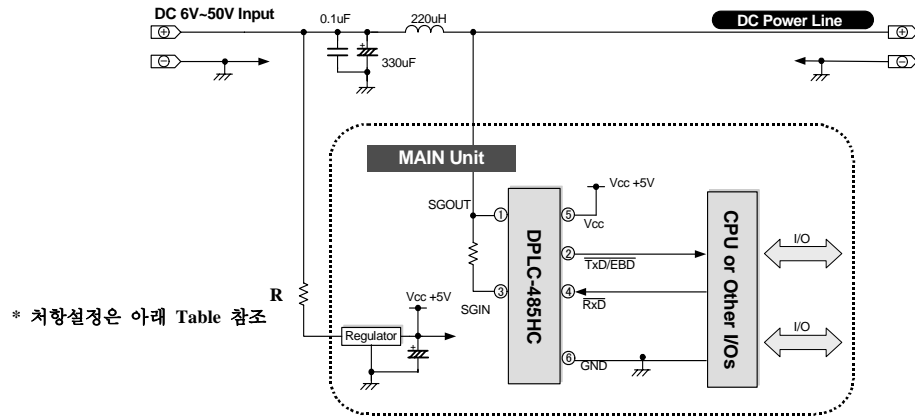 DC 6V~50V Input
0.1uF
220uH
DC Power Line
330uF
MAIN Unit
SGOUT
Vcc +5V
①
⑤
Vcc
DPLC-485HC
CPU or Other I/Os
I/O
②
TxD/EBD
R
Vcc +5V
③
④
SGIN
RxD
* 처항설정은 아래 Table 참조
Regulator
I/O
⑥
GND